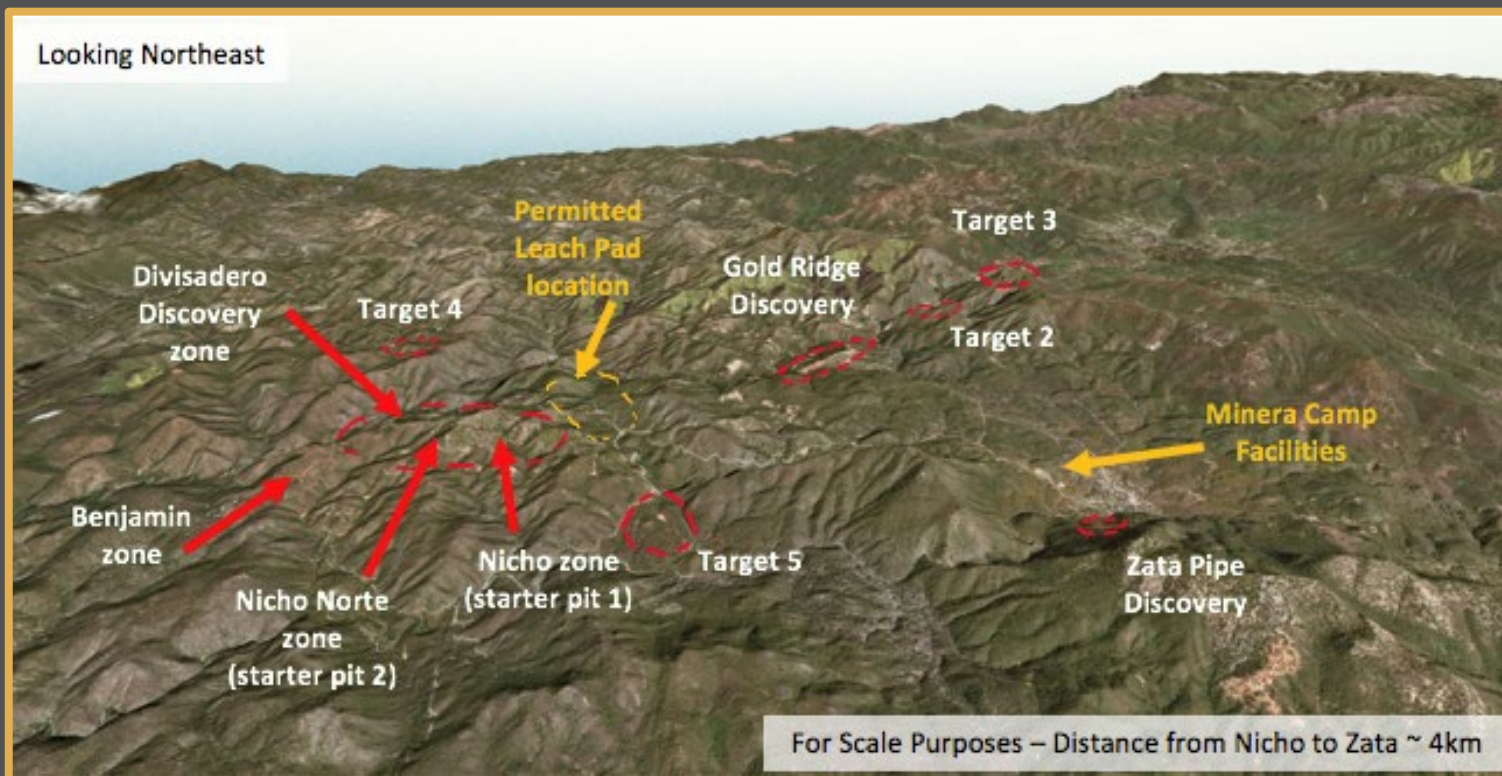 Looking Northeast
Permitted
Leach Pad
location
Target 3
Divisadero
Discovery
zone
Target 4
Gold Ridge
Discovery
Target 2
Minera Camp
Facilities
Benjamin
zone
Nicho Norte
zone
(starter pit 2)
Nicho zone
(starter pit 1)
Target 5
Zata Pipe
Discovery
For Scale Purposes – Distance from Nicho to Zata ~ 4km